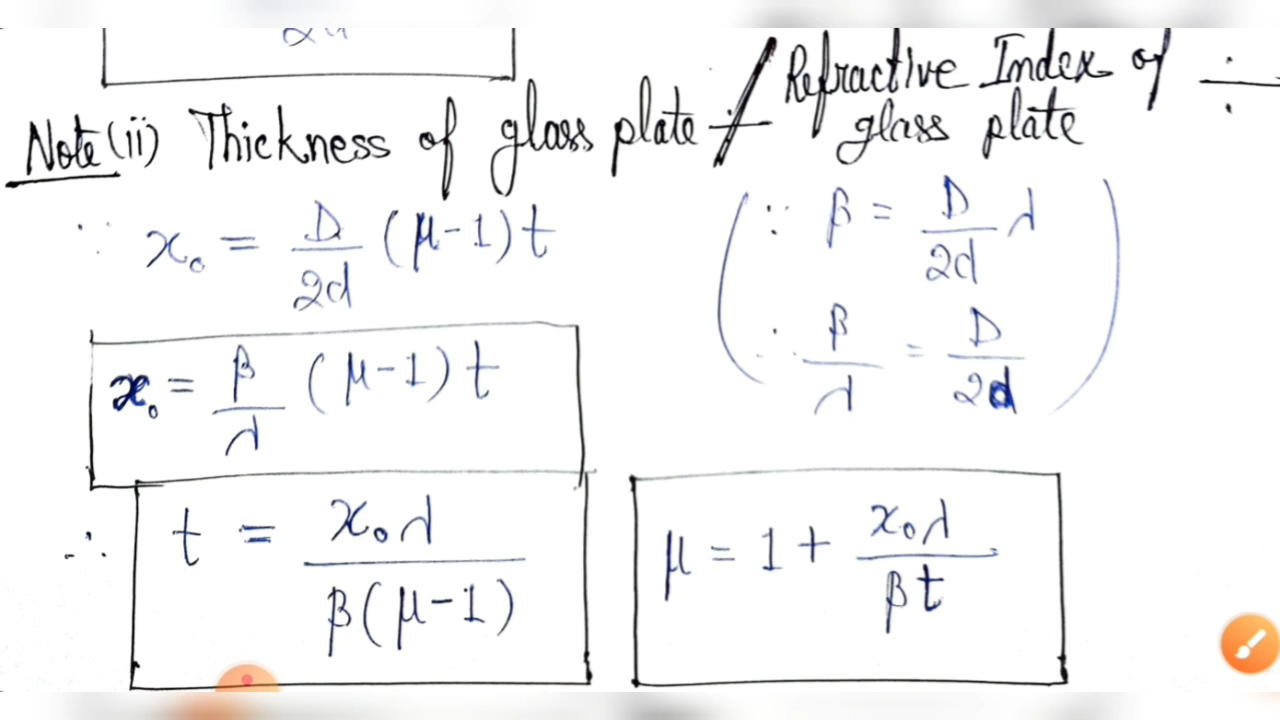 2d
Note (ii) Thickness of glass plate / Refractive Index of glass plate :-
∵ x₀ = D/2d (μ-1) t
(∵ β = D/2d λ
∴ β/λ = D/2d)
x₀ = β/λ (μ-1) t
∴ t = x₀λ/β(μ-1)
μ = 1 + x₀λ/βt